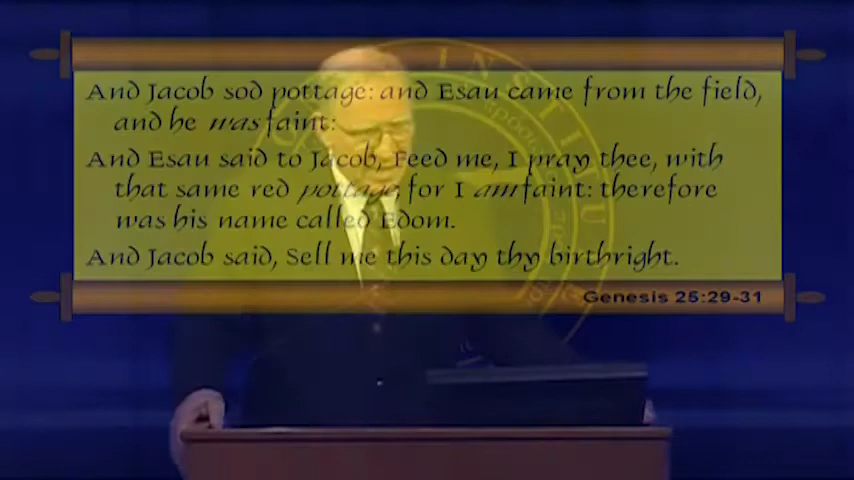 INSTITU
And Jacob sod pottage: and Esau came from the field,
and he was faint:
And Esau said to Jacob, Feed me, I pray thee, with
that same red pottage, for I am faint: therefore
was his name called Edom.
And Jacob said, Sell me this day thy birthright.
Genesis 25:29-31